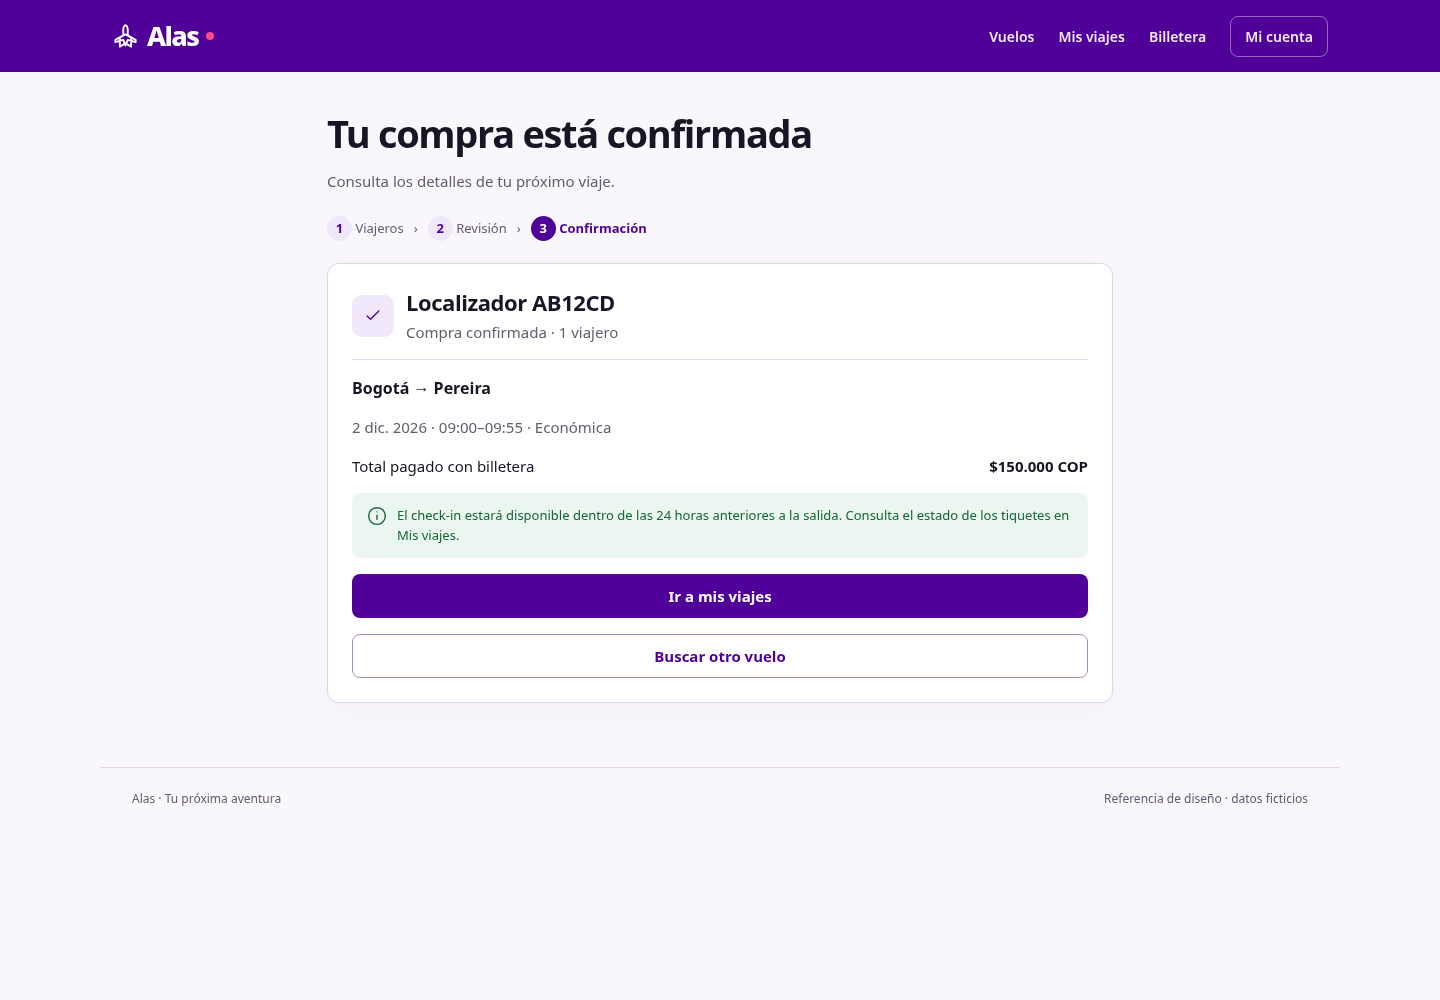 Alas
Vuelos
Mis viajes
Billetera
Mi cuenta
Tu compra está confirmada
Consulta los detalles de tu próximo viaje.
1 Viajeros › 2 Revisión › 3 Confirmación
Localizador AB12CD
Compra confirmada · 1 viajero
Bogotá → Pereira
2 dic. 2026 · 09:00–09:55 · Económica
Total pagado con billetera $150.000 COP
El check-in estará disponible dentro de las 24 horas anteriores a la salida. Consulta el estado de los tiquetes en
Mis viajes.
Ir a mis viajes
Buscar otro vuelo
Alas · Tu próxima aventura
Referencia de diseño · datos ficticios